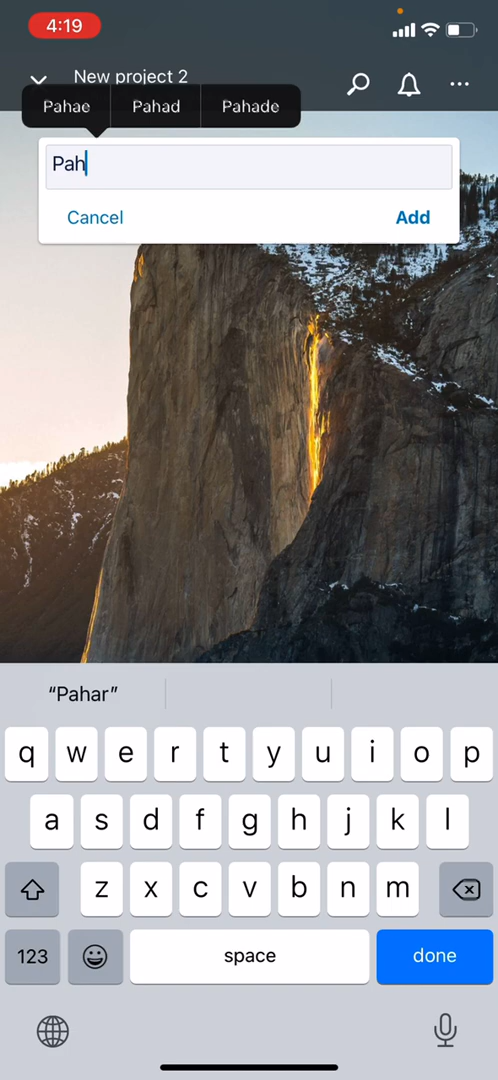 4:19
New project 2
Pahae Pahad Pahade
Pah
Cancel Add
“Pahar”
q w e r t y u i o p
a s d f g h j k l
z x c v b n m
123 space done